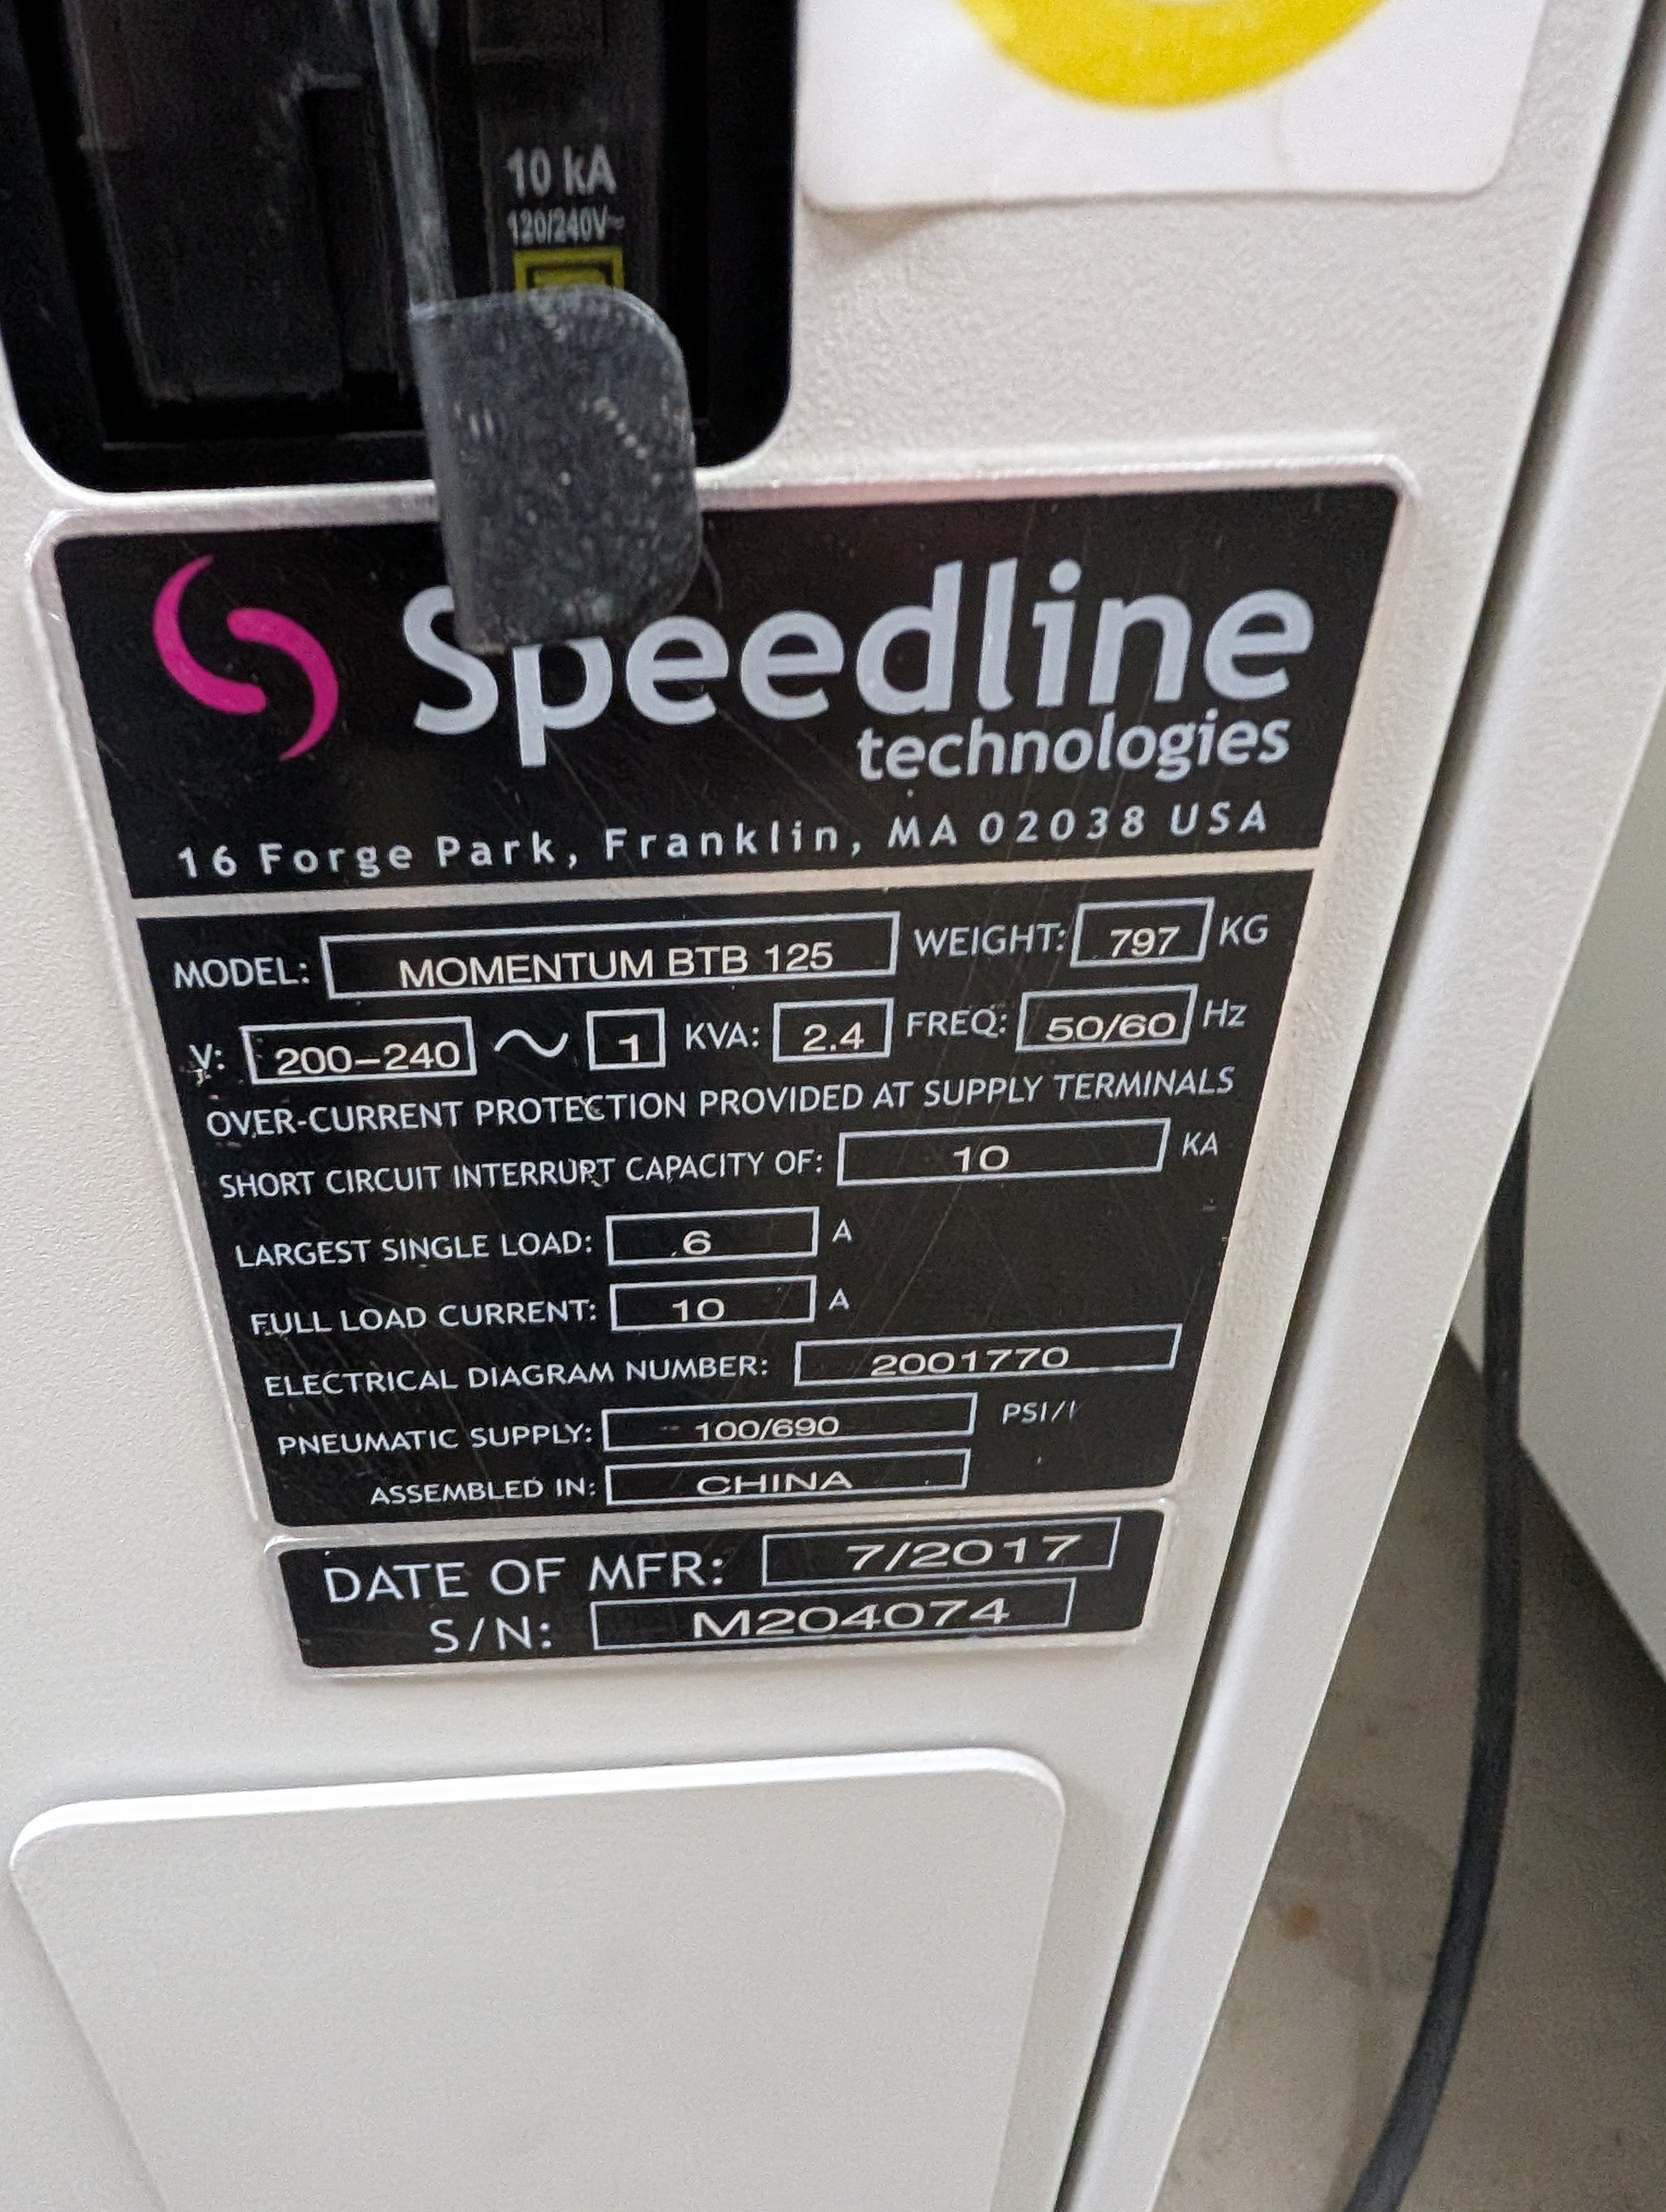 10 kA
120/240V~
Speedline
technologies
16 Forge Park, Franklin, MA 02038 USA
MODEL: MOMENTUM BTB 125 WEIGHT: 797 KG
V: 200-240 ~ 1 KVA: 2.4 FREQ: 50/60 Hz
OVER-CURRENT PROTECTION PROVIDED AT SUPPLY TERMINALS
SHORT CIRCUIT INTERRUPT CAPACITY OF: 10 KA
LARGEST SINGLE LOAD: 6 A
FULL LOAD CURRENT: 10 A
ELECTRICAL DIAGRAM NUMBER: 2001770
PNEUMATIC SUPPLY: 100/690 PSI/
ASSEMBLED IN: CHINA
DATE OF MFR: 7/2017
S/N: M204074